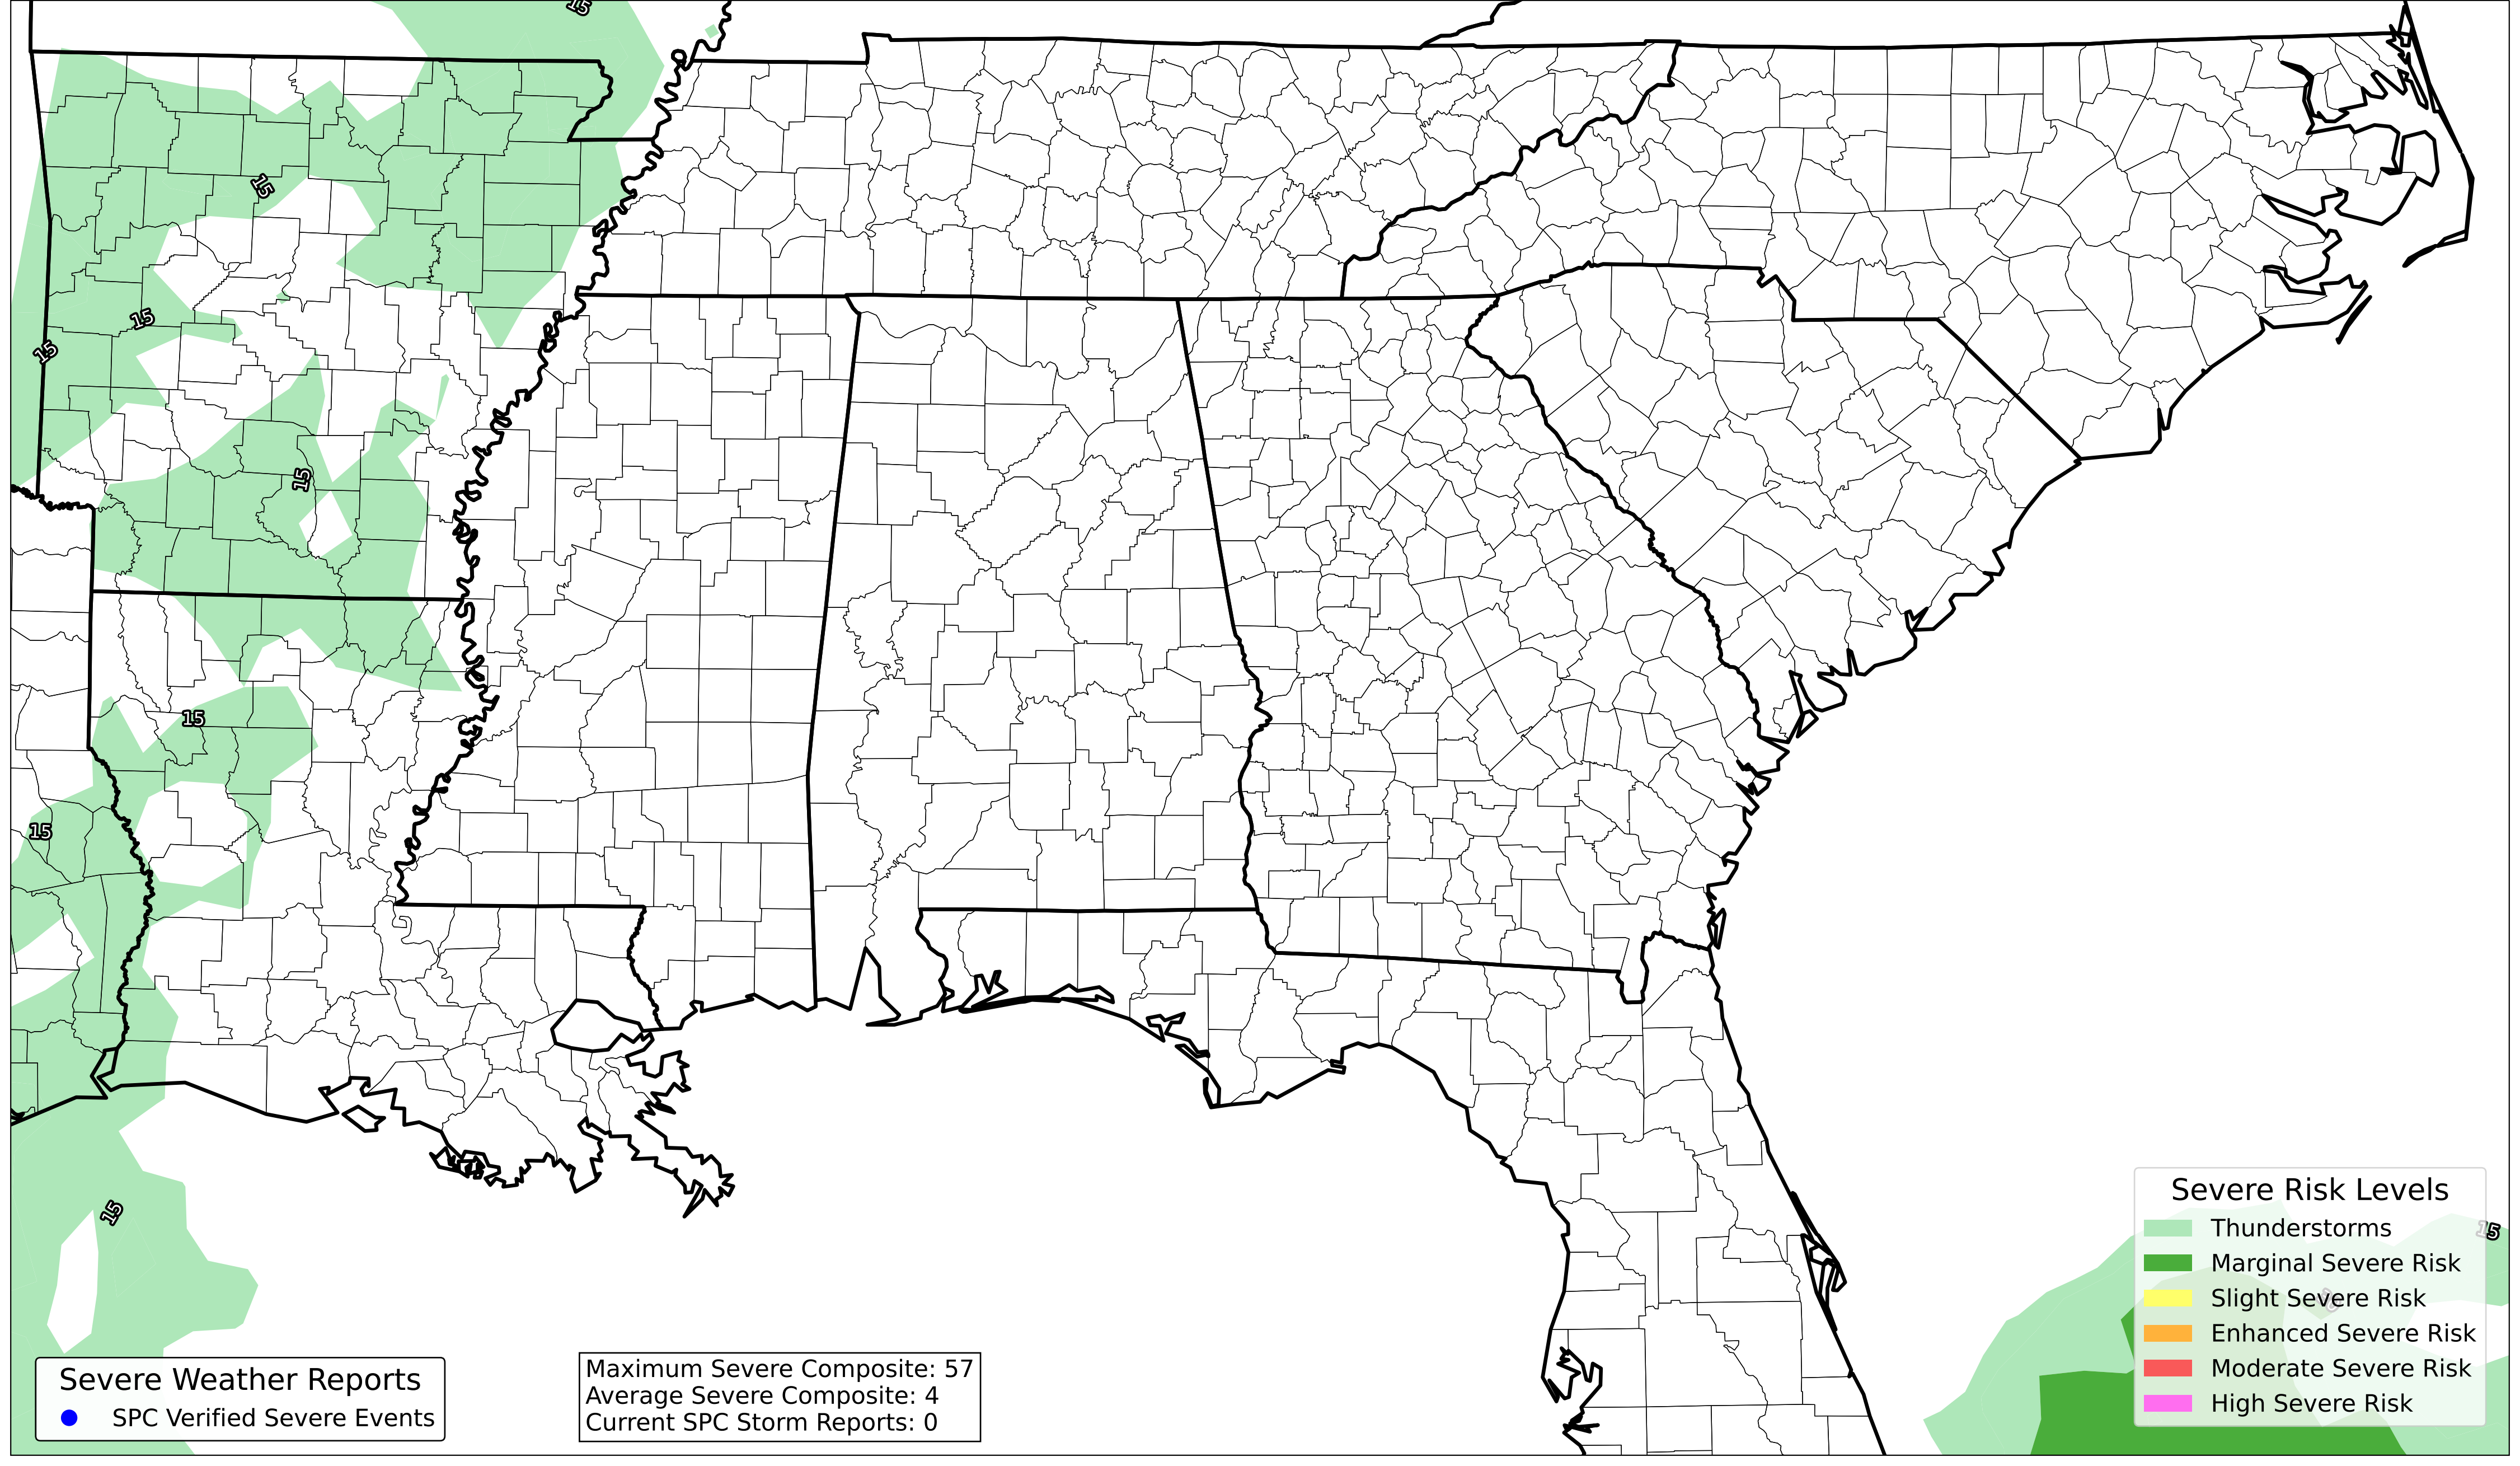 15
15
15
15
15
15
15
15
15
Severe Risk Levels
Thunderstorms
Marginal Severe Risk
Slight Severe Risk
Enhanced Severe Risk
Moderate Severe Risk
High Severe Risk
Severe Weather Reports
SPC Verified Severe Events
Maximum Severe Composite: 57
Average Severe Composite: 4
Current SPC Storm Reports: 0